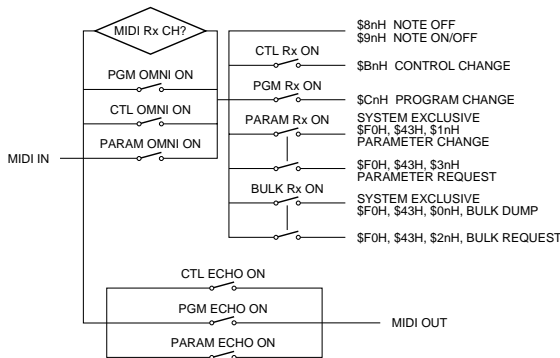 MIDI Rx CH?
PGM OMNI ON
CTL OMNI ON
PARAM OMNI ON
MIDI IN
$8nH NOTE OFF
$9nH NOTE ON/OFF
CTL Rx ON
$BnH CONTROL CHANGE
PGM Rx ON
$CnH PROGRAM CHANGE
PARAM Rx ON
SYSTEM EXCLUSIVE
$F0H, $43H, $1nH
PARAMETER CHANGE
$F0H, $43H, $3nH
PARAMETER REQUEST
BULK Rx ON
SYSTEM EXCLUSIVE
$F0H, $43H, $0nH, BULK DUMP
$F0H, $43H, $2nH, BULK REQUEST
CTL ECHO ON
PGM ECHO ON
MIDI OUT
PARAM ECHO ON